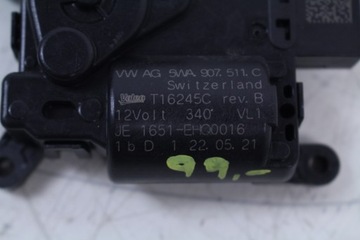 VW AG 5WA.907.511.C
Switzerland
Valeo T16245C rev.B
12Volt 340° VL1
JE 1651-EH00016
1 b D 1 22.05.21
99,-